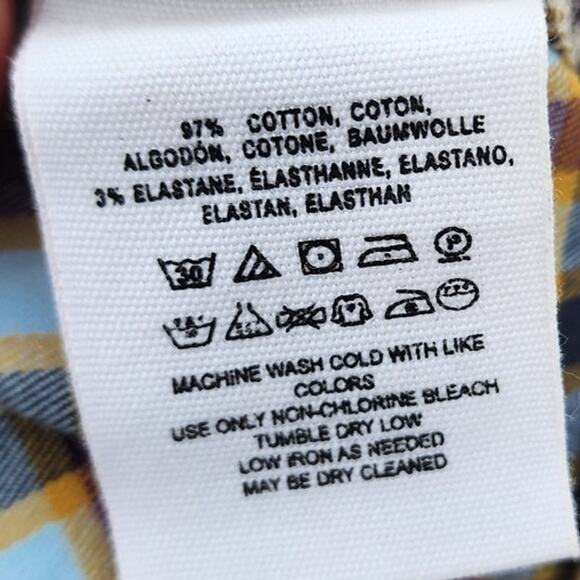 97% COTTON, COTON,
ALGODÓN, COTONE, BAUMWOLLE
3% ELASTANE, ÉLASTHANNE, ELASTANO,
ELASTAN, ELASTHAN
30 P
MACHINE WASH COLD WITH LIKE
COLORS
USE ONLY NON-CHLORINE BLEACH
TUMBLE DRY LOW
LOW IRON AS NEEDED
MAY BE DRY CLEANED